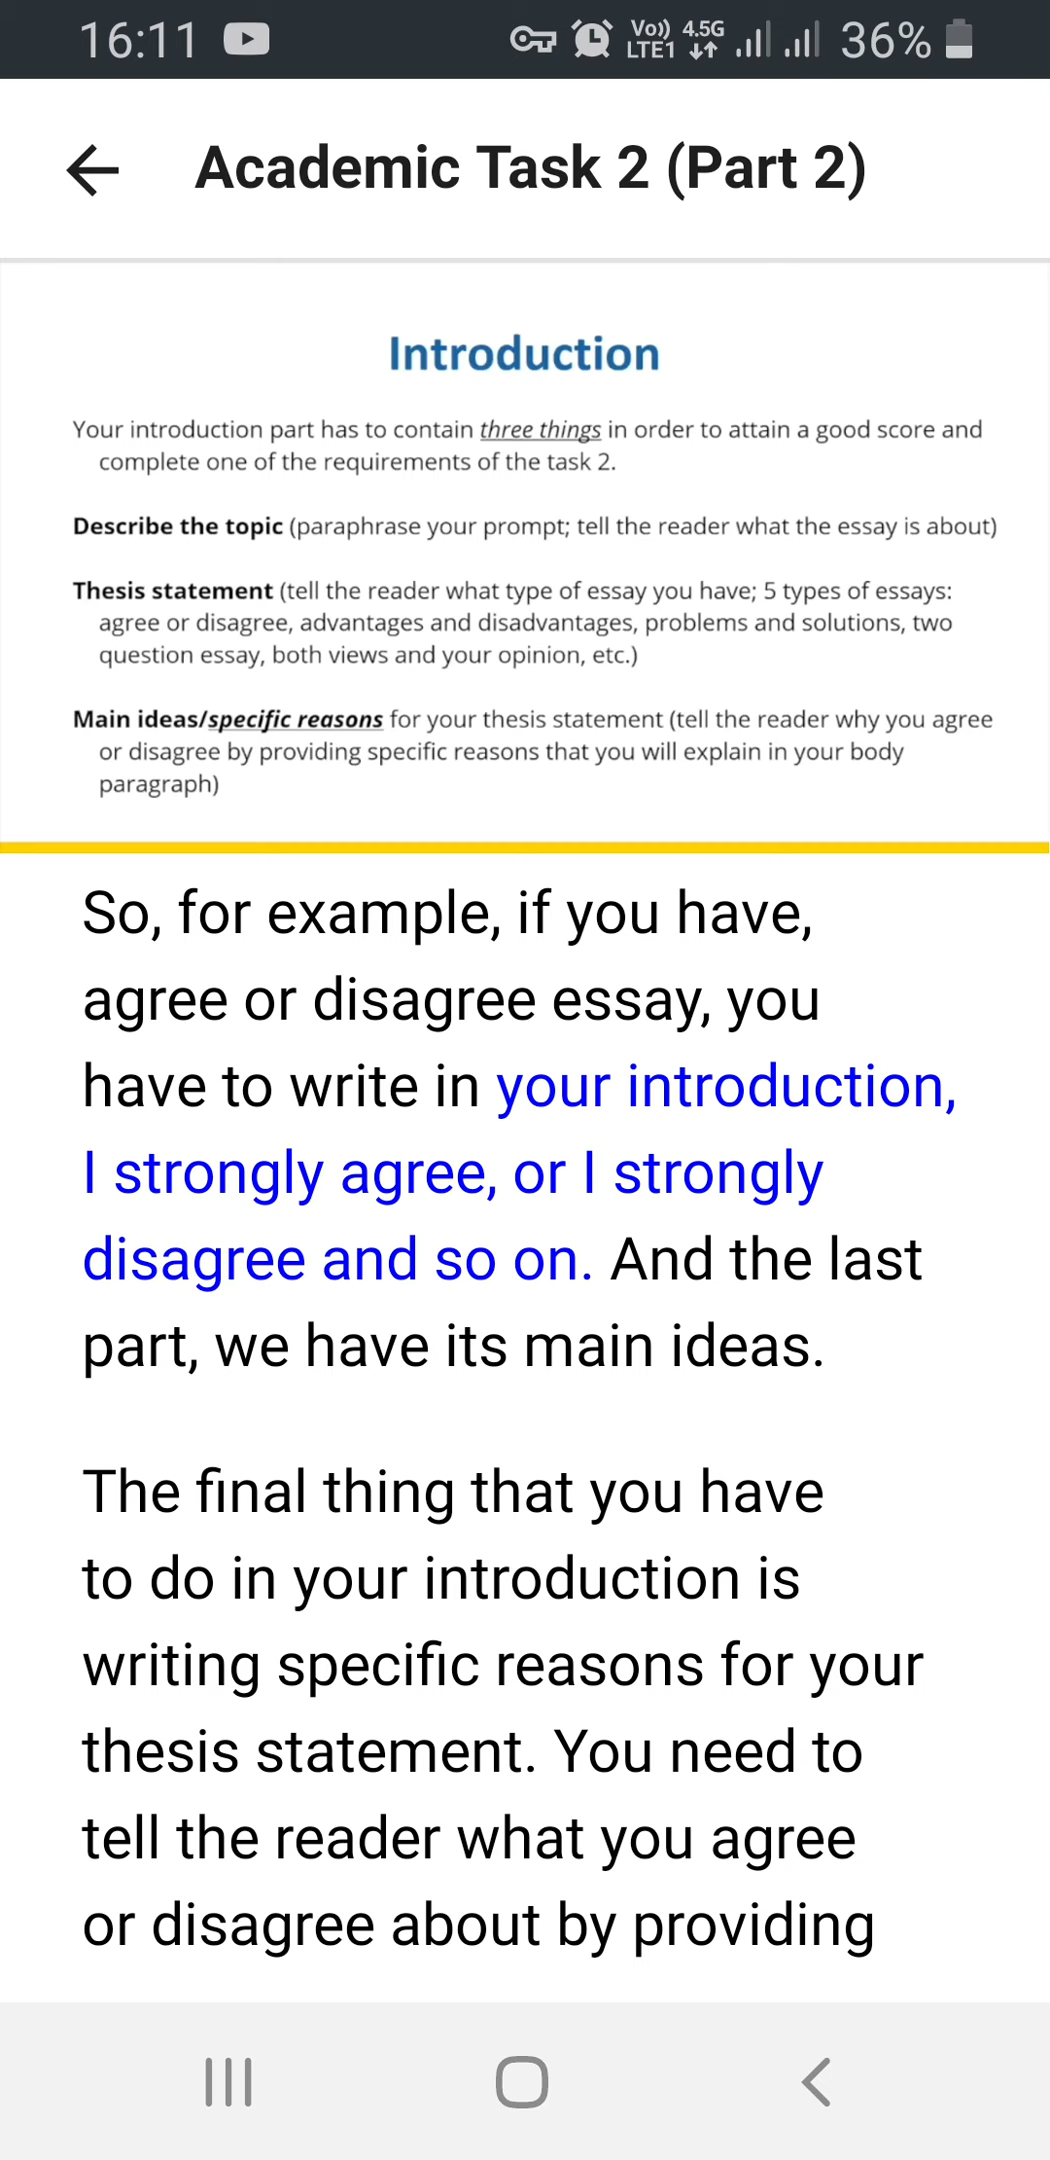 16:11
Vo)) LTE1 4.5G 36%
Academic Task 2 (Part 2)
Introduction
Your introduction part has to contain three things in order to attain a good score and
complete one of the requirements of the task 2.
Describe the topic (paraphrase your prompt; tell the reader what the essay is about)
Thesis statement (tell the reader what type of essay you have; 5 types of essays:
agree or disagree, advantages and disadvantages, problems and solutions, two
question essay, both views and your opinion, etc.)
Main ideas/specific reasons for your thesis statement (tell the reader why you agree
or disagree by providing specific reasons that you will explain in your body
paragraph)
So, for example, if you have,
agree or disagree essay, you
have to write in your introduction,
I strongly agree, or I strongly
disagree and so on. And the last
part, we have its main ideas.
The final thing that you have
to do in your introduction is
writing specific reasons for your
thesis statement. You need to
tell the reader what you agree
or disagree about by providing